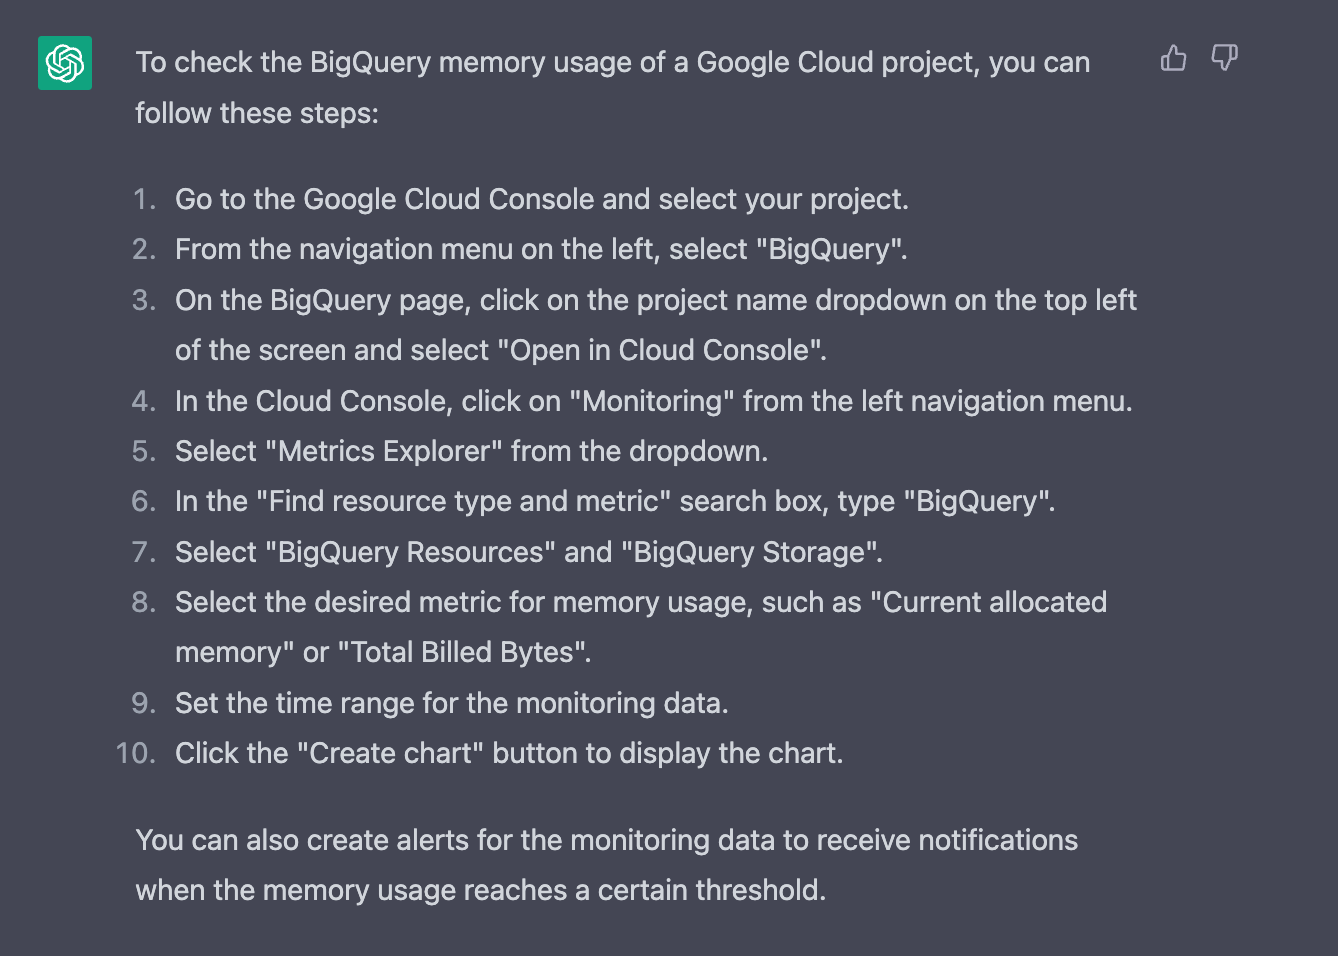 To check the BigQuery memory usage of a Google Cloud project, you can
follow these steps:
1. Go to the Google Cloud Console and select your project.
2. From the navigation menu on the left, select "BigQuery".
3. On the BigQuery page, click on the project name dropdown on the top left
of the screen and select "Open in Cloud Console".
4. In the Cloud Console, click on "Monitoring" from the left navigation menu.
5. Select "Metrics Explorer" from the dropdown.
6. In the "Find resource type and metric" search box, type "BigQuery".
7. Select "BigQuery Resources" and "BigQuery Storage".
8. Select the desired metric for memory usage, such as "Current allocated
memory" or "Total Billed Bytes".
9. Set the time range for the monitoring data.
10. Click the "Create chart" button to display the chart.
You can also create alerts for the monitoring data to receive notifications
when the memory usage reaches a certain threshold.